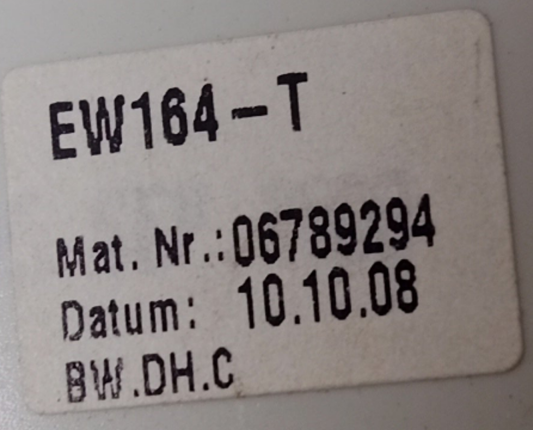 EW164-T
Mat. Nr.:06789294
Datum: 10.10.08
BW.DH.C